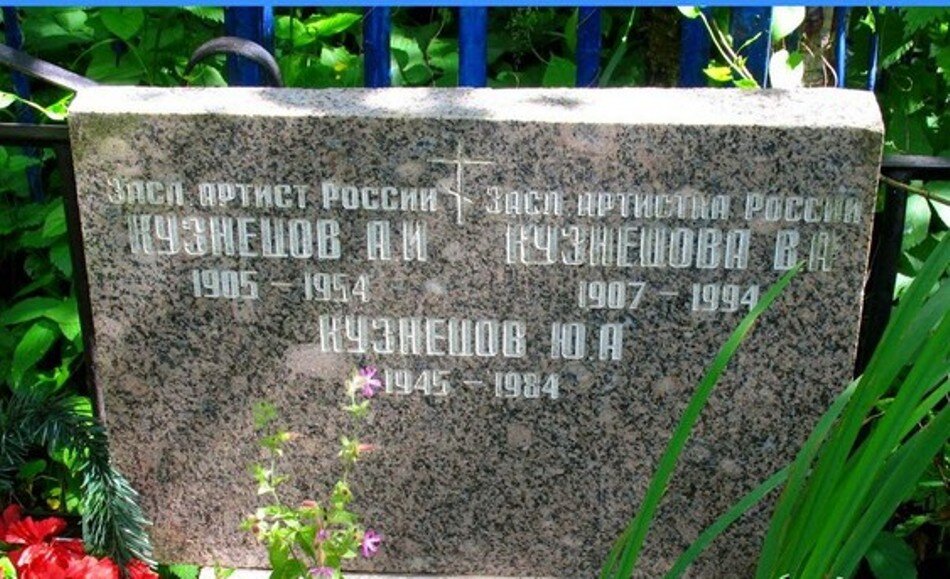 ЗАСЛ. АРТИСТ РОССИИ
КУЗНЕЦОВ А.И
1905 – 1954
ЗАСЛ АРТИСТКА РОССИИ
КУЗНЕЦОВА В.А
1907 – 1994
КУЗНЕЦОВ Ю.А
1945 – 1984